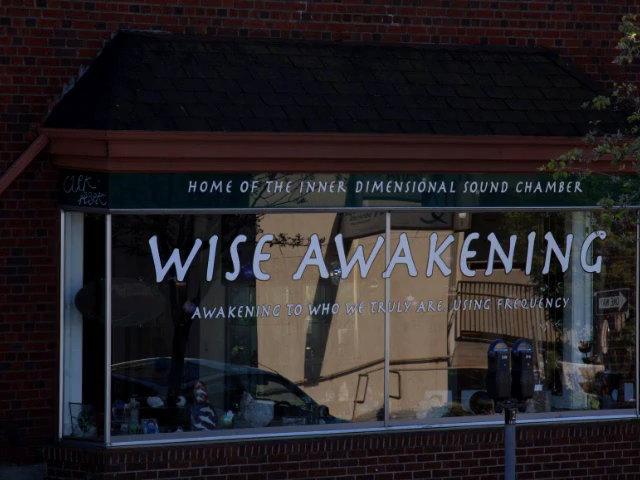 HOME OF THE INNER DIMENSIONAL SOUND CHAMBER
WISE AWAKENING
AWAKENING TO WHO WE TRULY ARE, USING FREQUENCY